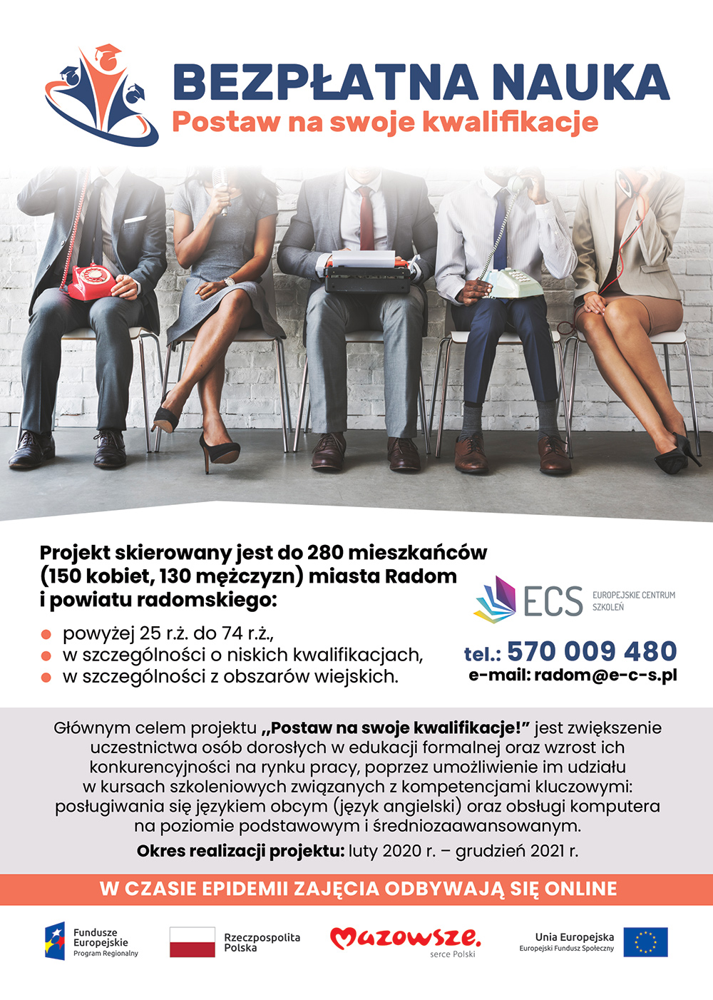 BEZPŁATNA NAUKA
Postaw na swoje kwalifikacje
Projekt skierowany jest do 280 mieszkańców
(150 kobiet, 130 mężczyzn) miasta Radom
i powiatu radomskiego:
• powyżej 25 r.ż. do 74 r.ż.,
• w szczególności o niskich kwalifikacjach,
• w szczególności z obszarów wiejskich.
ECS EUROPEJSKIE CENTRUM
SZKOLEŃ
tel.: 570 009 480
e-mail: radom@e-c-s.pl
Głównym celem projektu ,,Postaw na swoje kwalifikacje!” jest zwiększenie
uczestnictwa osób dorosłych w edukacji formalnej oraz wzrost ich
konkurencyjności na rynku pracy, poprzez umożliwienie im udziału
w kursach szkoleniowych związanych z kompetencjami kluczowymi:
posługiwania się językiem obcym (język angielski) oraz obsługi komputera
na poziomie podstawowym i średniozaawansowanym.
Okres realizacji projektu: luty 2020 r. – grudzień 2021 r.
W CZASIE EPIDEMII ZAJĘCIA ODBYWAJĄ SIĘ ONLINE
Fundusze
Europejskie
Program Regionalny
Rzeczpospolita
Polska
Mazowsze.
serce Polski
Unia Europejska
Europejski Fundusz Społeczny